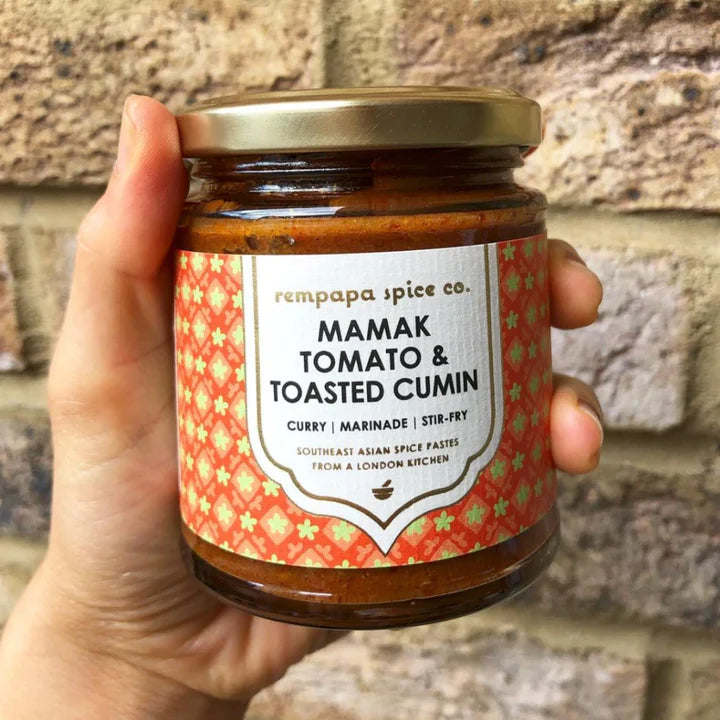 rempapa spice co.
MAMAK
TOMATO &
TOASTED CUMIN
CURRY | MARINADE | STIR-FRY
SOUTHEAST ASIAN SPICE PASTES
FROM A LONDON KITCHEN